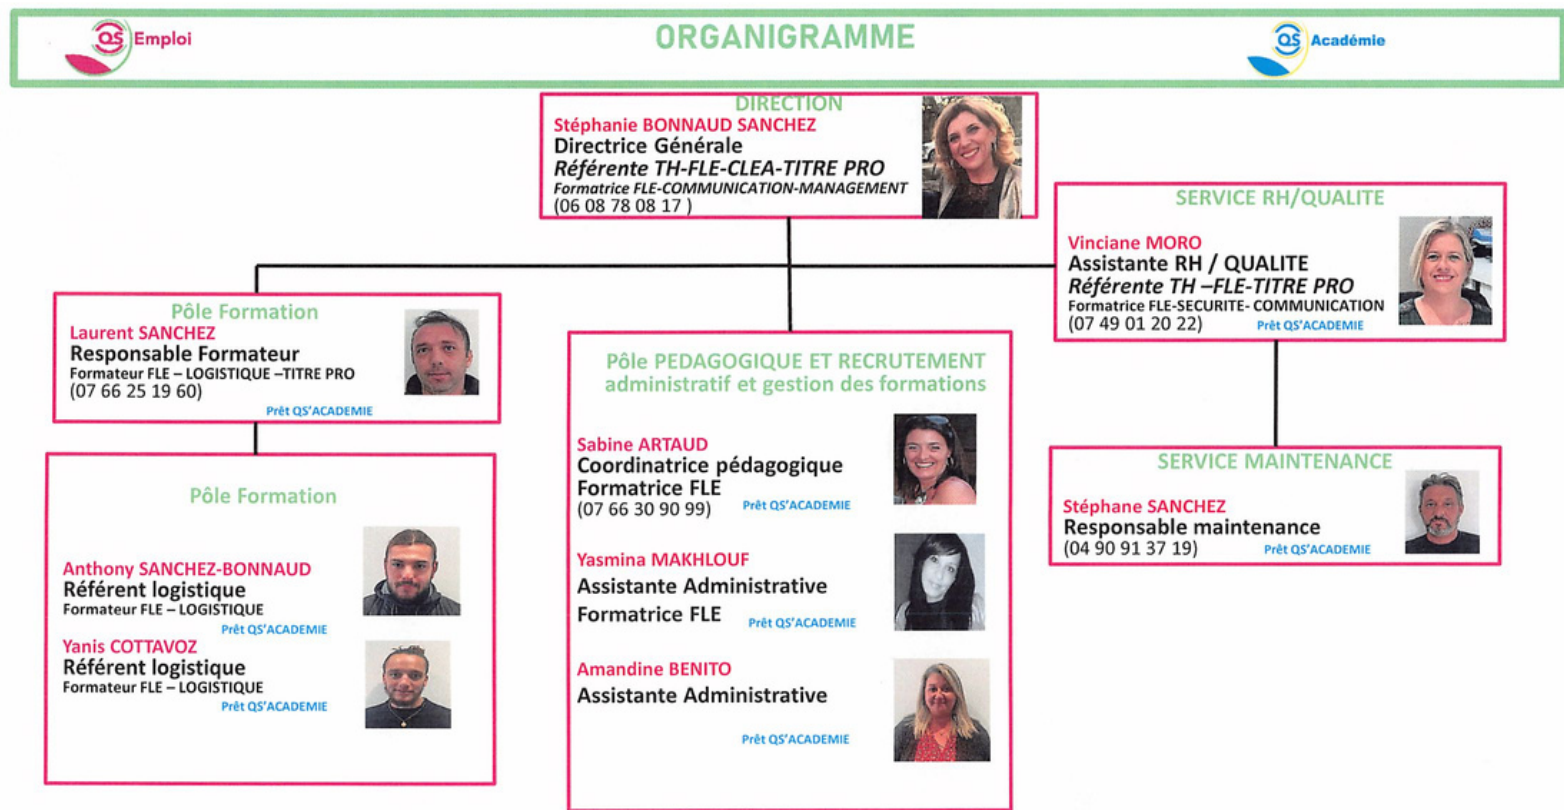 QS Emploi
ORGANIGRAMME
QS Académie
DIRECTION
Stéphanie BONNAUD SANCHEZ
Directrice Générale
Référente TH-FLE-CLEA-TITRE PRO
Formatrice FLE-COMMUNICATION-MANAGEMENT
(06 08 78 08 17 )
SERVICE RH/QUALITE
Vinciane MORO
Assistante RH / QUALITE
Référente TH –FLE-TITRE PRO
Formatrice FLE-SECURITE- COMMUNICATION
(07 49 01 20 22)
Prêt QS'ACADEMIE
Pôle Formation
Laurent SANCHEZ
Responsable Formateur
Formateur FLE – LOGISTIQUE –TITRE PRO
(07 66 25 19 60)
Prêt QS'ACADEMIE
Pôle Formation
Anthony SANCHEZ-BONNAUD
Référent logistique
Formateur FLE – LOGISTIQUE
Prêt QS'ACADEMIE
Yanis COTTAVOZ
Référent logistique
Formateur FLE – LOGISTIQUE
Prêt QS'ACADEMIE
Pôle PEDAGOGIQUE ET RECRUTEMENT
administratif et gestion des formations
Sabine ARTAUD
Coordinatrice pédagogique
Formatrice FLE
(07 66 30 90 99)
Prêt QS'ACADEMIE
Yasmina MAKHLOUF
Assistante Administrative
Formatrice FLE
Prêt QS'ACADEMIE
Amandine BENITO
Assistante Administrative
Prêt QS'ACADEMIE
SERVICE MAINTENANCE
Stéphane SANCHEZ
Responsable maintenance
(04 90 91 37 19)
Prêt QS'ACADEMIE